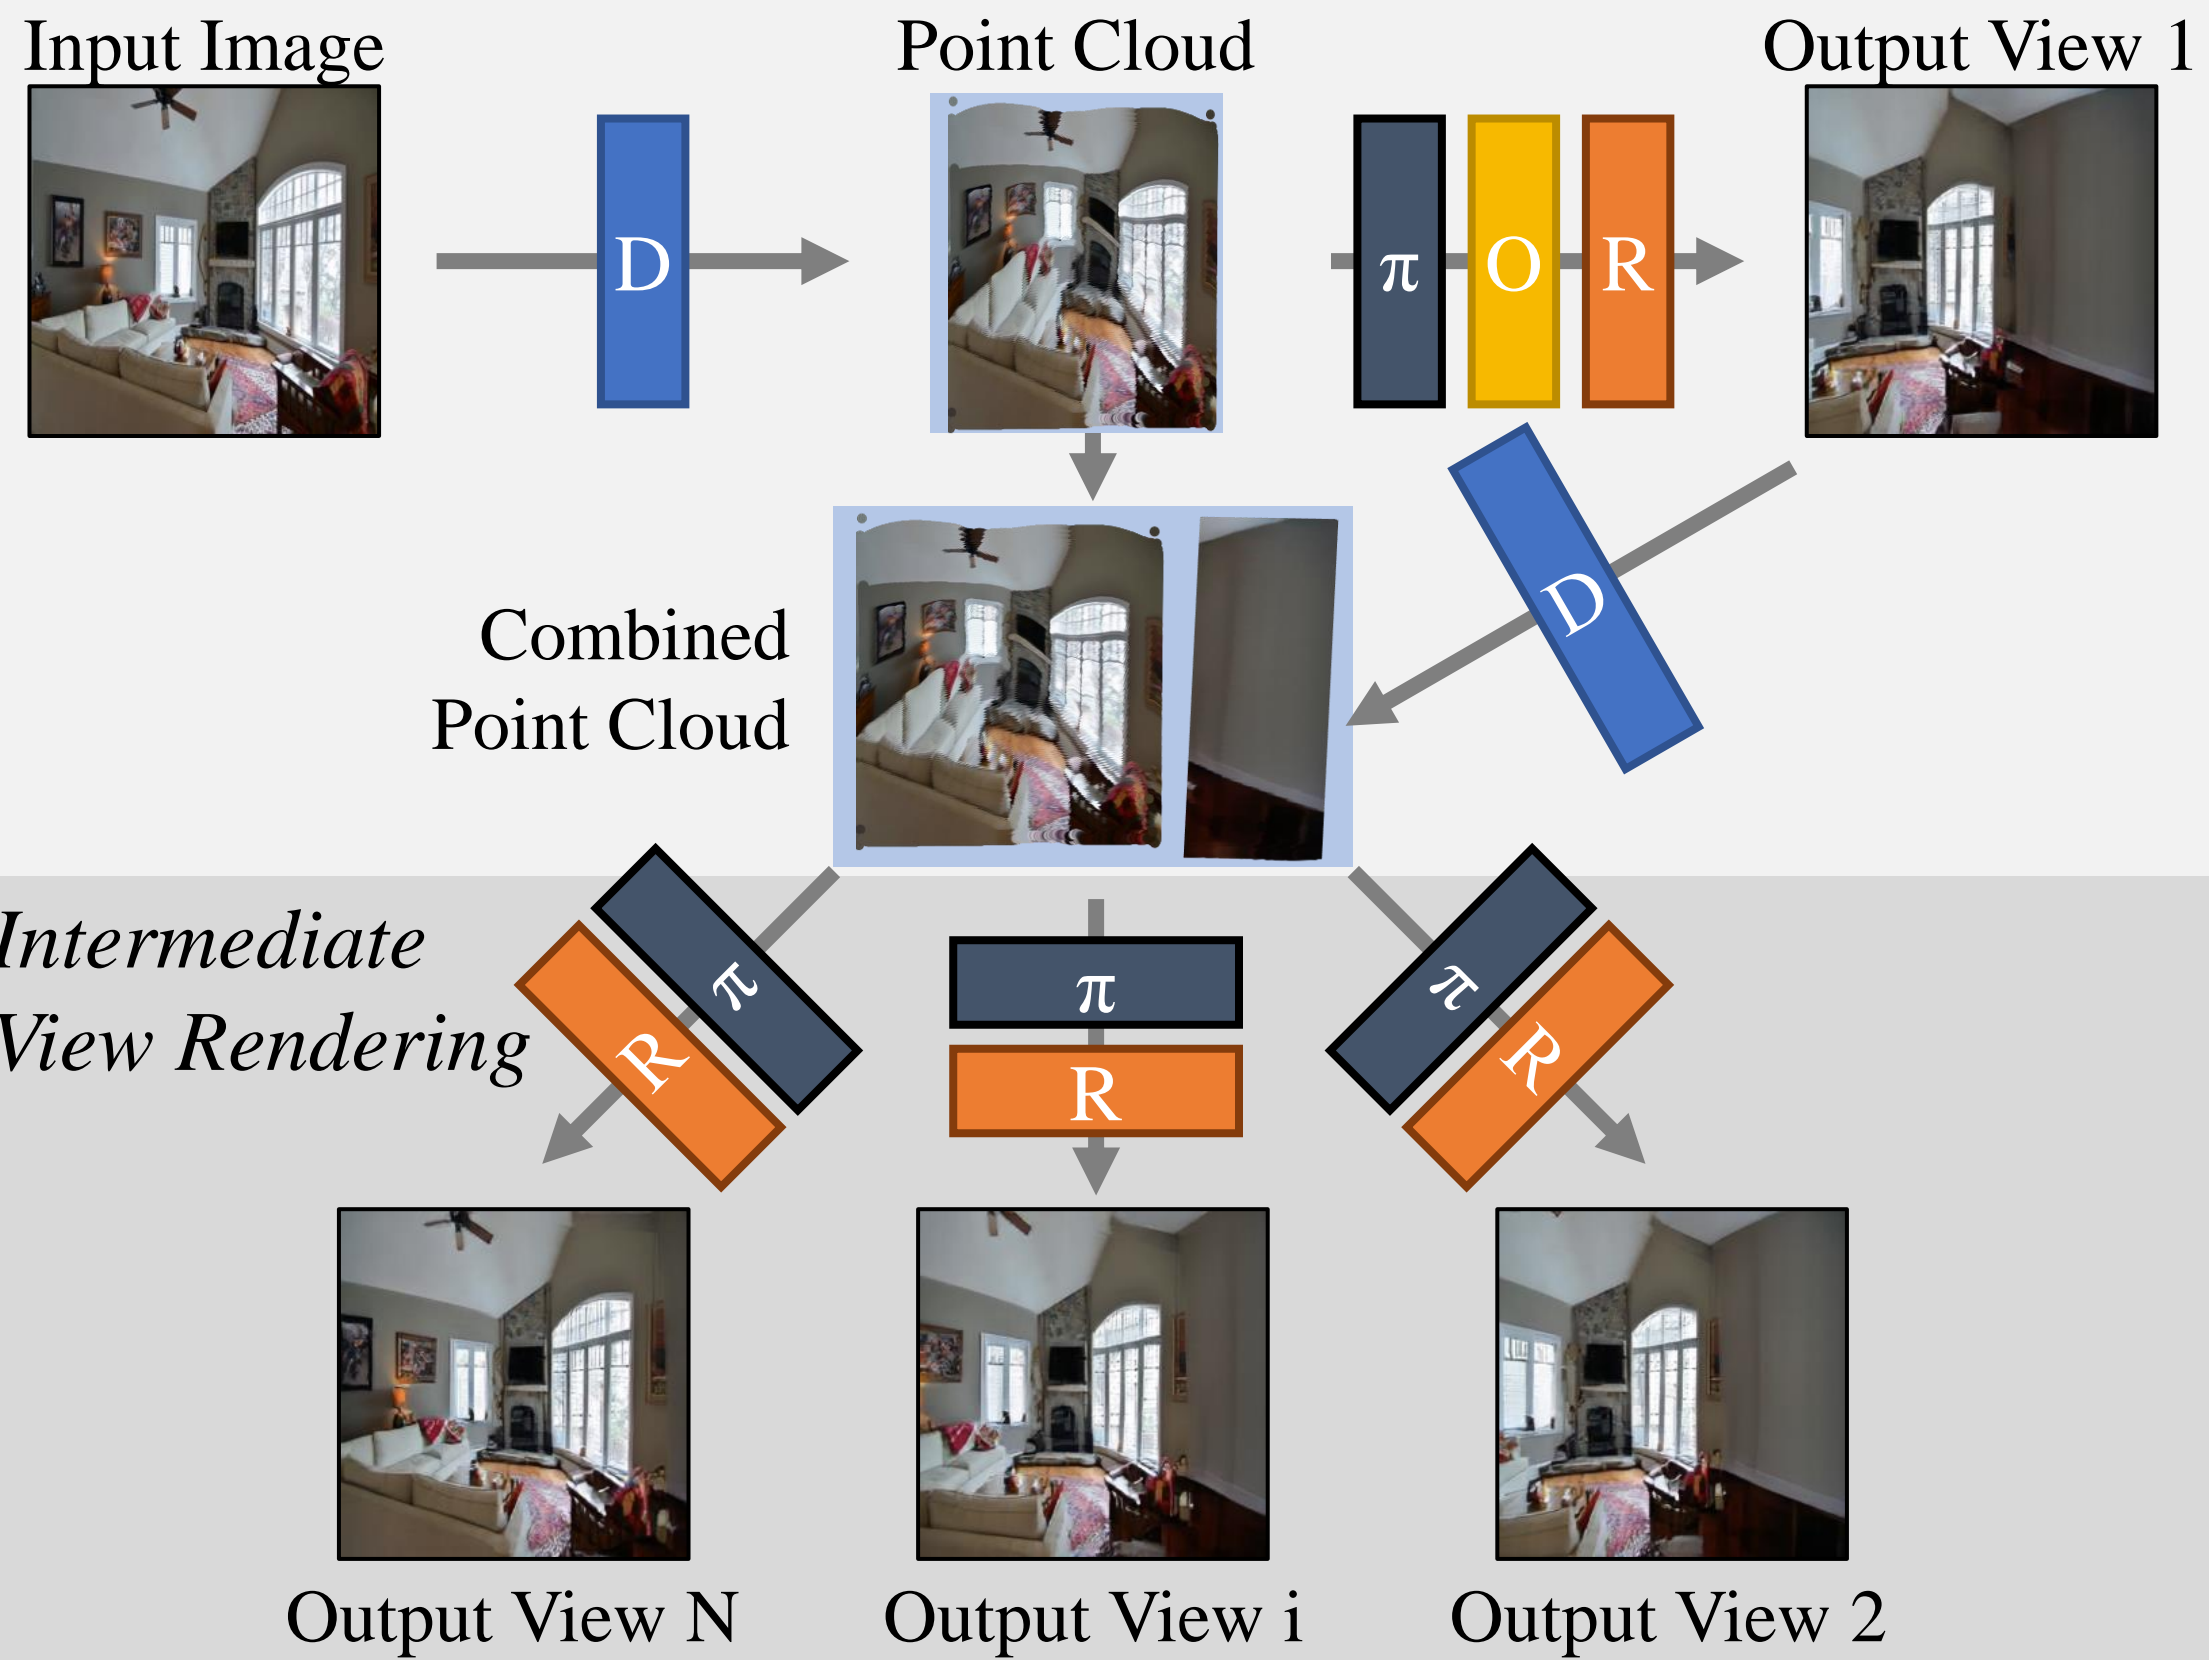 Input Image
Point Cloud
Output View 1
D
π
O
R
D
Combined
Point Cloud
Intermediate
View Rendering
π
R
π
R
π
R
Output View N
Output View i
Output View 2